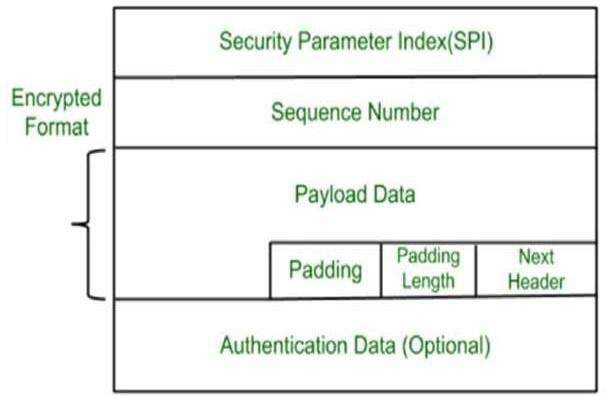 Security Parameter Index(SPI)
Encrypted
Format
Sequence Number
Payload Data
Padding
Padding
Length
Next
Header
Authentication Data (Optional)